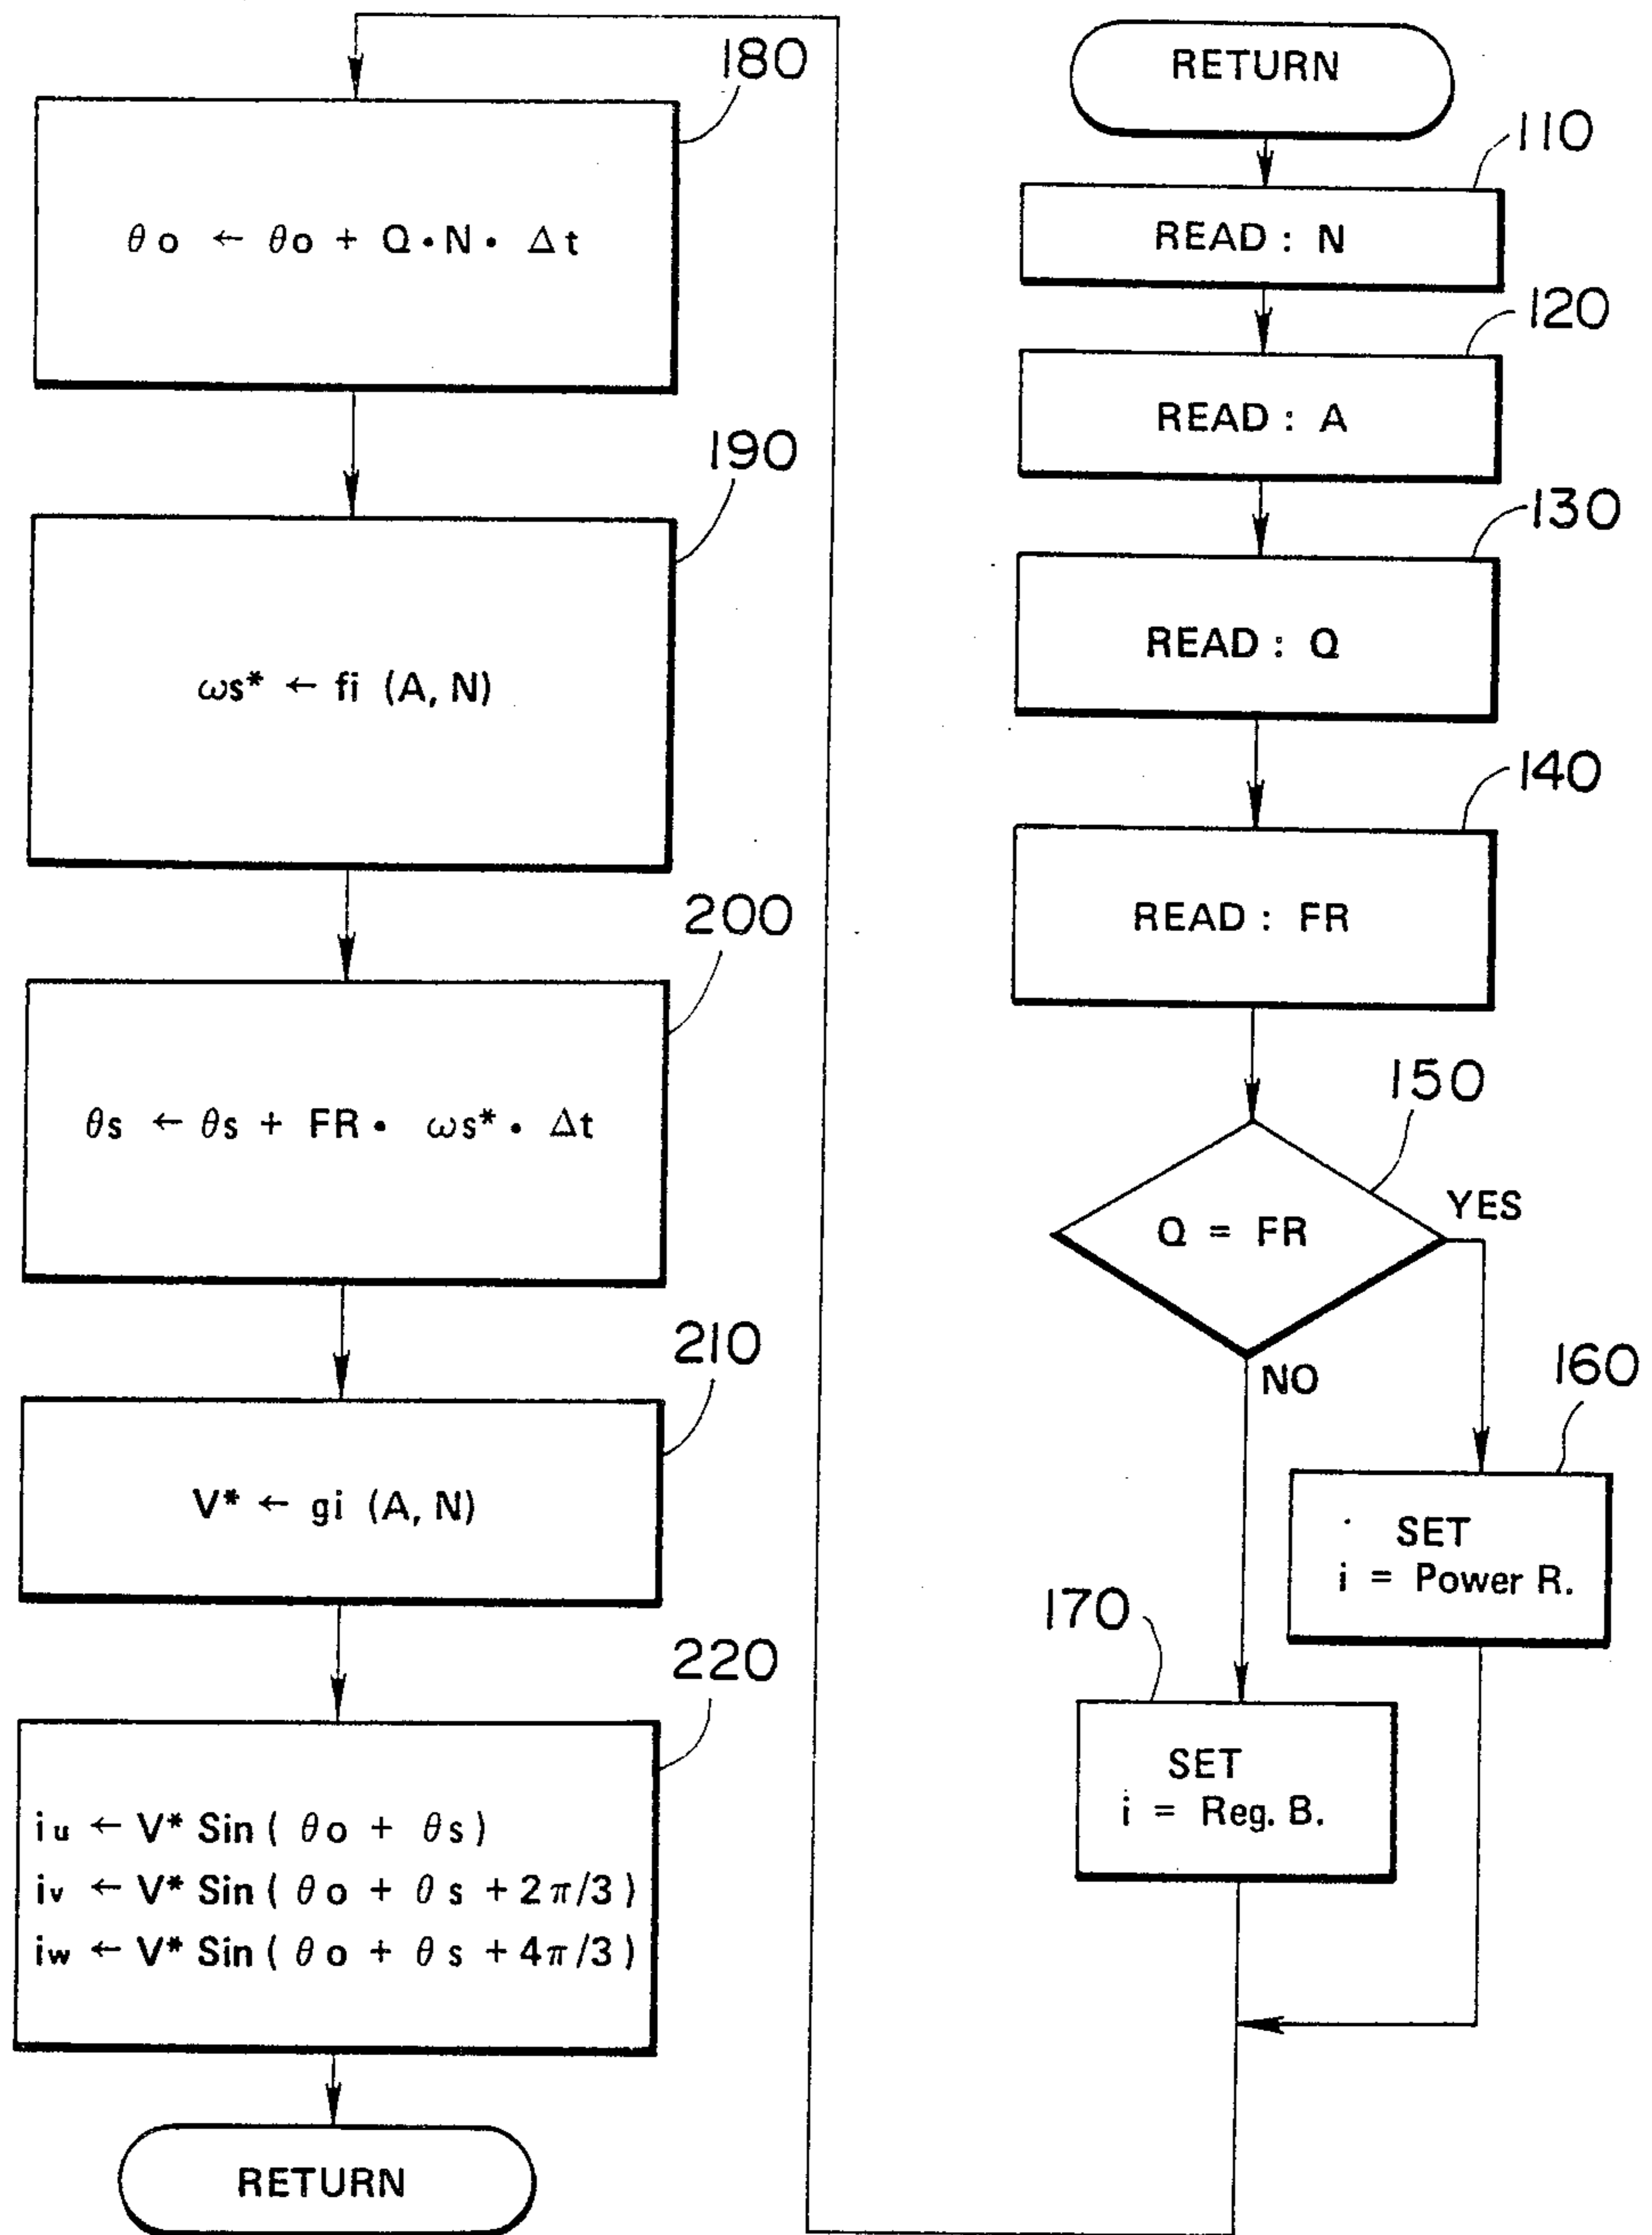 RETURN
110
READ : N
120
READ : A
130
READ : Q
140
READ : FR
150
Q = FR
YES
NO
160
SET
i = Power R.
170
SET
i = Reg. B.
180
θo ← θo + Q・N・ Δt
190
ωs* ← fi (A, N)
200
θs ← θs + FR・ ωs*・ Δt
210
V* ← gi (A, N)
220
iu ← V* Sin ( θo + θs )
iv ← V* Sin ( θo + θs + 2π/3 )
iw ← V* Sin ( θo + θs + 4π/3 )
RETURN